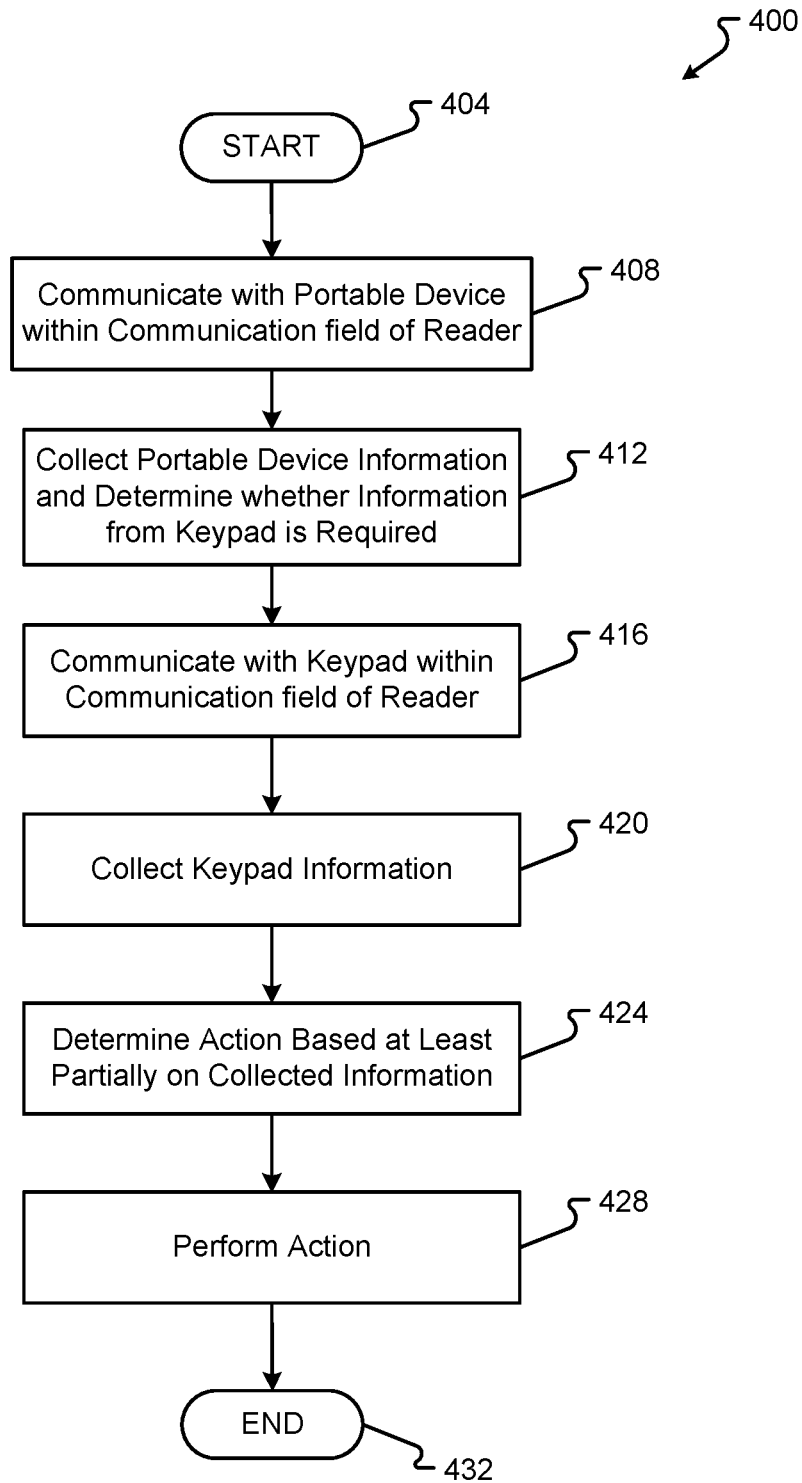 400
404
START
408
Communicate with Portable Device
within Communication field of Reader
412
Collect Portable Device Information
and Determine whether Information
from Keypad is Required
416
Communicate with Keypad within
Communication field of Reader
420
Collect Keypad Information
424
Determine Action Based at Least
Partially on Collected Information
428
Perform Action
END
432